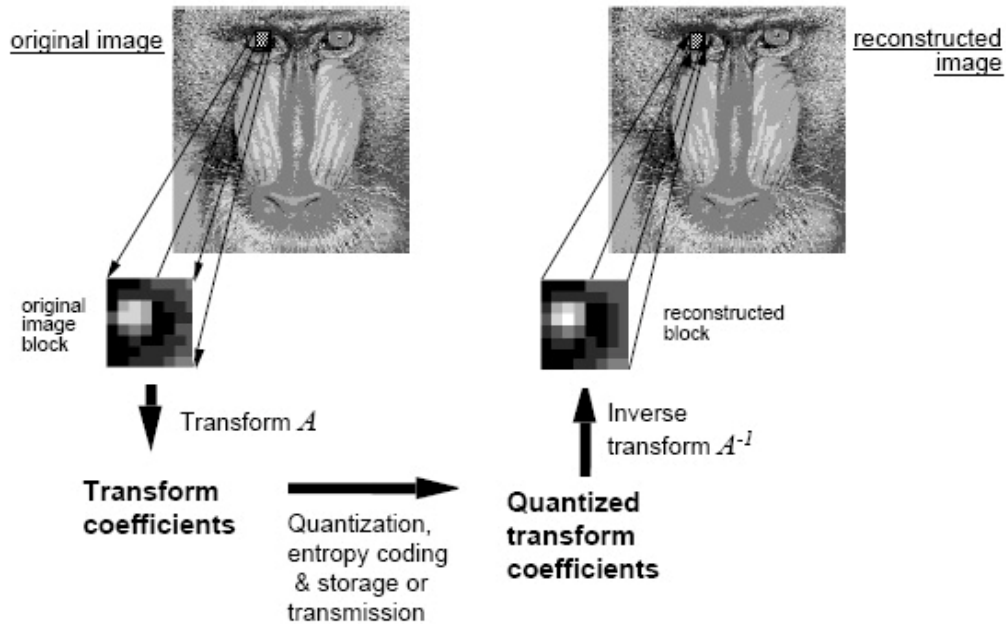 original image
reconstructed
image
original
image
block
reconstructed
block
Transform A
Inverse
transform A⁻¹
Transform
coefficients
Quantization,
entropy coding
& storage or
transmission
Quantized
transform
coefficients